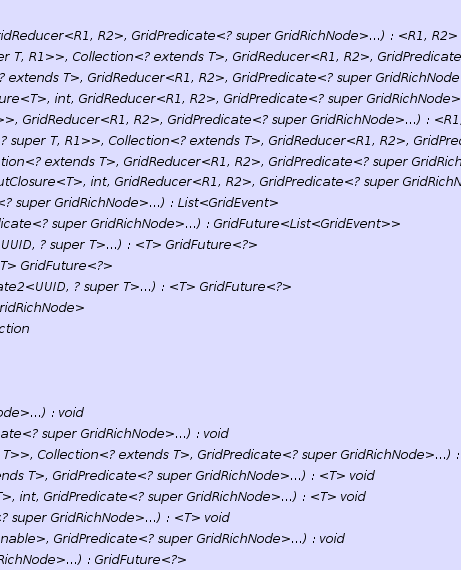 idReducer<R1, R2>, GridPredicate<? super GridRichNode>...) : <R1, R2>
er T, R1>>, Collection<? extends T>, GridReducer<R1, R2>, GridPredicate
? extends T>, GridReducer<R1, R2>, GridPredicate<? super GridRichNode
ure<T>, int, GridReducer<R1, R2>, GridPredicate<? super GridRichNode>
>>, GridReducer<R1, R2>, GridPredicate<? super GridRichNode>...) : <R1,
? super T, R1>>, Collection<? extends T>, GridReducer<R1, R2>, GridPred
tion<? extends T>, GridReducer<R1, R2>, GridPredicate<? super GridRich
utClosure<T>, int, GridReducer<R1, R2>, GridPredicate<? super GridRichN
<? super GridRichNode>...) : List<GridEvent>
dicate<? super GridRichNode>...) : GridFuture<List<GridEvent>>
UUID, ? super T>...) : <T> GridFuture<?>
T> GridFuture<?>
ate2<UUID, ? super T>...) : <T> GridFuture<?>
ridRichNode>
ction
ode>...) : void
ate<? super GridRichNode>...) : void
T>>, Collection<? extends T>, GridPredicate<? super GridRichNode>...) :
ends T>, GridPredicate<? super GridRichNode>...) : <T> void
T>, int, GridPredicate<? super GridRichNode>...) : <T> void
<? super GridRichNode>...) : <T> void
nable>, GridPredicate<? super GridRichNode>...) : void
RichNode>...) : GridFuture<?>